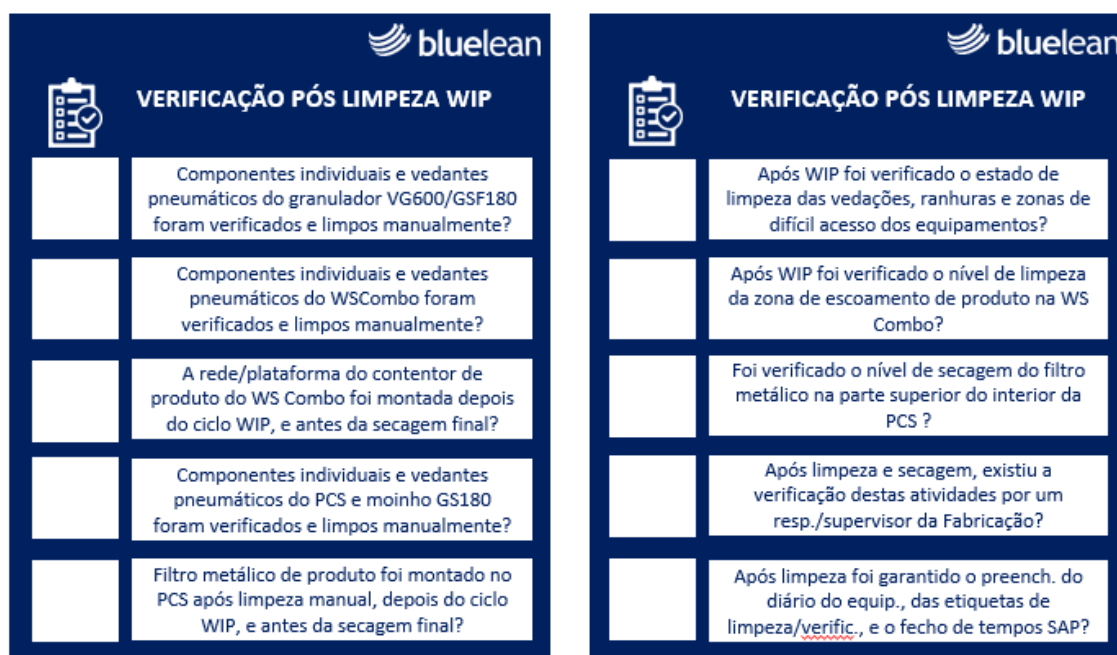 bluelean
VERIFICAÇÃO PÓS LIMPEZA WIP
Componentes individuais e vedantes
pneumáticos do granulador VG600/GSF180
foram verificados e limpos manualmente?
Componentes individuais e vedantes
pneumáticos do WSCombo foram
verificados e limpos manualmente?
A rede/plataforma do contentor de
produto do WS Combo foi montada depois
do ciclo WIP, e antes da secagem final?
Componentes individuais e vedantes
pneumáticos do PCS e moinho GS180
foram verificados e limpos manualmente?
Filtro metálico de produto foi montado no
PCS após limpeza manual, depois do ciclo
WIP, e antes da secagem final?
bluelean
VERIFICAÇÃO PÓS LIMPEZA WIP
Após WIP foi verificado o estado de
limpeza das vedações, ranhuras e zonas de
difícil acesso dos equipamentos?
Após WIP foi verificado o nível de limpeza
da zona de escoamento de produto na WS
Combo?
Foi verificado o nível de secagem do filtro
metálico na parte superior do interior da
PCS ?
Após limpeza e secagem, existiu a
verificação destas atividades por um
resp./supervisor da Fabricação?
Após limpeza foi garantido o preench. do
diário do equip., das etiquetas de
limpeza/verific., e o fecho de tempos SAP?